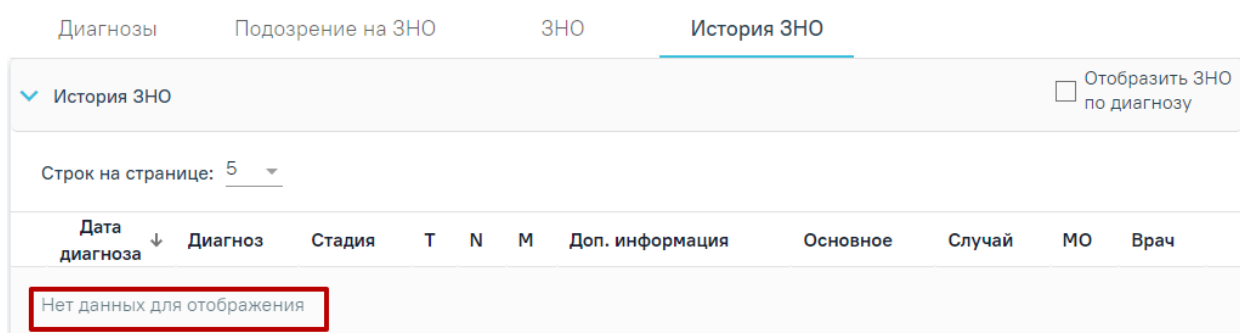 Диагнозы Подозрение на ЗНО ЗНО История ЗНО
История ЗНО
Отобразить ЗНО
по диагнозу
Строк на странице: 5
Дата
диагноза
Диагноз Стадия T N M Доп. информация Основное Случай МО Врач
Нет данных для отображения